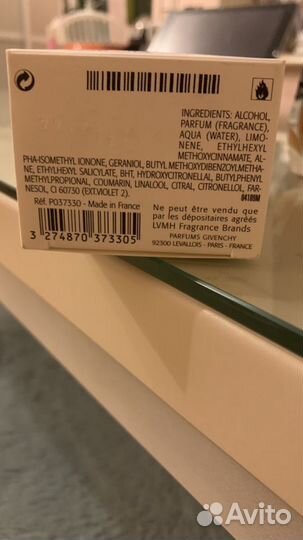 INGREDIENTS: ALCOHOL,
PARFUM (FRAGRANCE),
AQUA (WATER), LIMO-
NENE, ETHYLHEXYL
METHOXYCINNAMATE, AL-
PHA-ISOMETHYL IONONE, GERANIOL, BUTYL METHOXYDIBENZOYLMETHA-
NE, ETHYLHEXYL SALICYLATE, BHT, HYDROXYCITRONELLAL, BUTYLPHENYL
METHYLPROPIONAL, COUMARIN, LINALOOL, CITRAL, CITRONELLOL, FAR-
NESOL, CI 60730 (EXT.VIOLET 2).
04189M
Réf. P037330 - Made in France
3 274870 373305
Ne peut être vendu que
par les dépositaires agréés
LVMH Fragrance Brands
PARFUMS GIVENCHY
92300 LEVALLOIS - PARIS - FRANCE
Avito